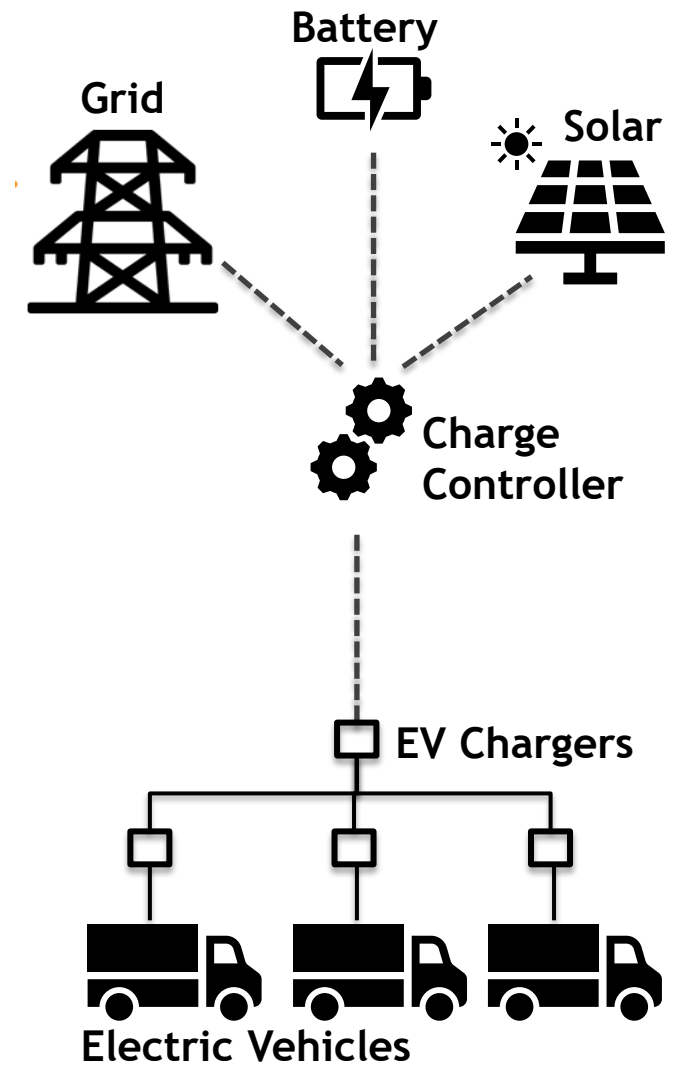 Battery
Grid
Solar
Charge
Controller
EV Chargers
Electric Vehicles